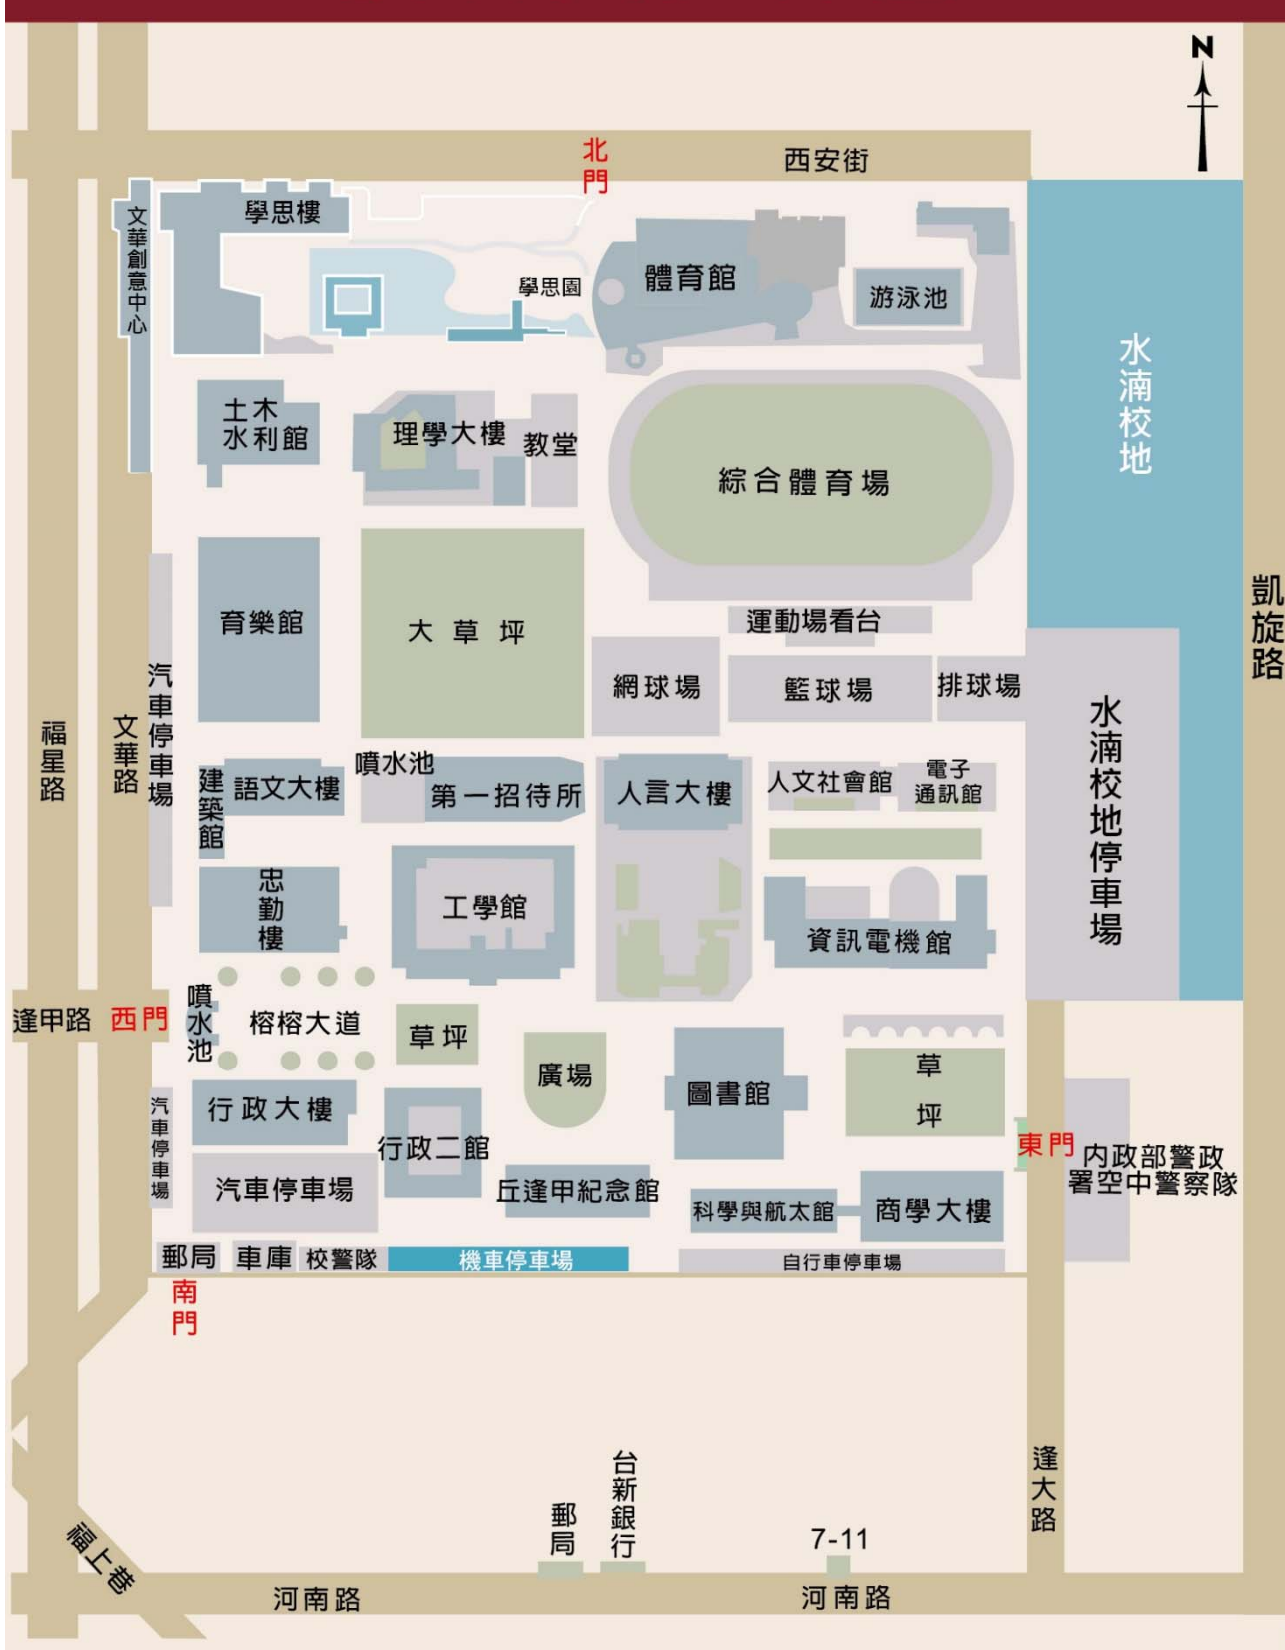 N
北門
西安街
學思樓
文華創意中心
學思園
體育館
游泳池
水湳校地
土木
水利館
理學大樓
教堂
綜合體育場
育樂館
大草坪
運動場看台
凱旋路
汽車停車場
網球場
籃球場
排球場
福星路
文華路
水湳校地停車場
建築館
語文大樓
噴水池
第一招待所
人言大樓
人文社會館
電子
通訊館
忠勤樓
工學館
資訊電機館
逢甲路
西門
噴水池
榕榕大道
草坪
廣場
圖書館
草坪
汽車停車場
行政大樓
行政二館
東門
內政部警政
署空中警察隊
汽車停車場
丘逢甲紀念館
科學與航太館
商學大樓
郵局
車庫
校警隊
機車停車場
自行車停車場
南門
逢大路
福上巷
郵局
台新銀行
7-11
河南路
河南路